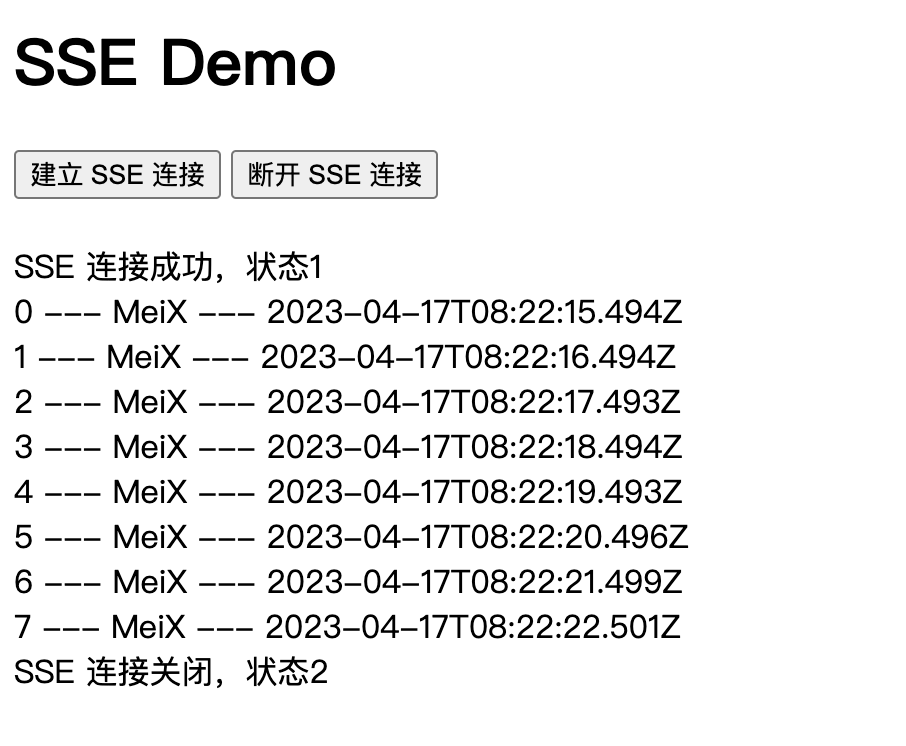 SSE Demo
建立 SSE 连接 断开 SSE 连接
SSE 连接成功，状态1
0 --- MeiX --- 2023-04-17T08:22:15.494Z
1 --- MeiX --- 2023-04-17T08:22:16.494Z
2 --- MeiX --- 2023-04-17T08:22:17.493Z
3 --- MeiX --- 2023-04-17T08:22:18.494Z
4 --- MeiX --- 2023-04-17T08:22:19.493Z
5 --- MeiX --- 2023-04-17T08:22:20.496Z
6 --- MeiX --- 2023-04-17T08:22:21.499Z
7 --- MeiX --- 2023-04-17T08:22:22.501Z
SSE 连接关闭，状态2